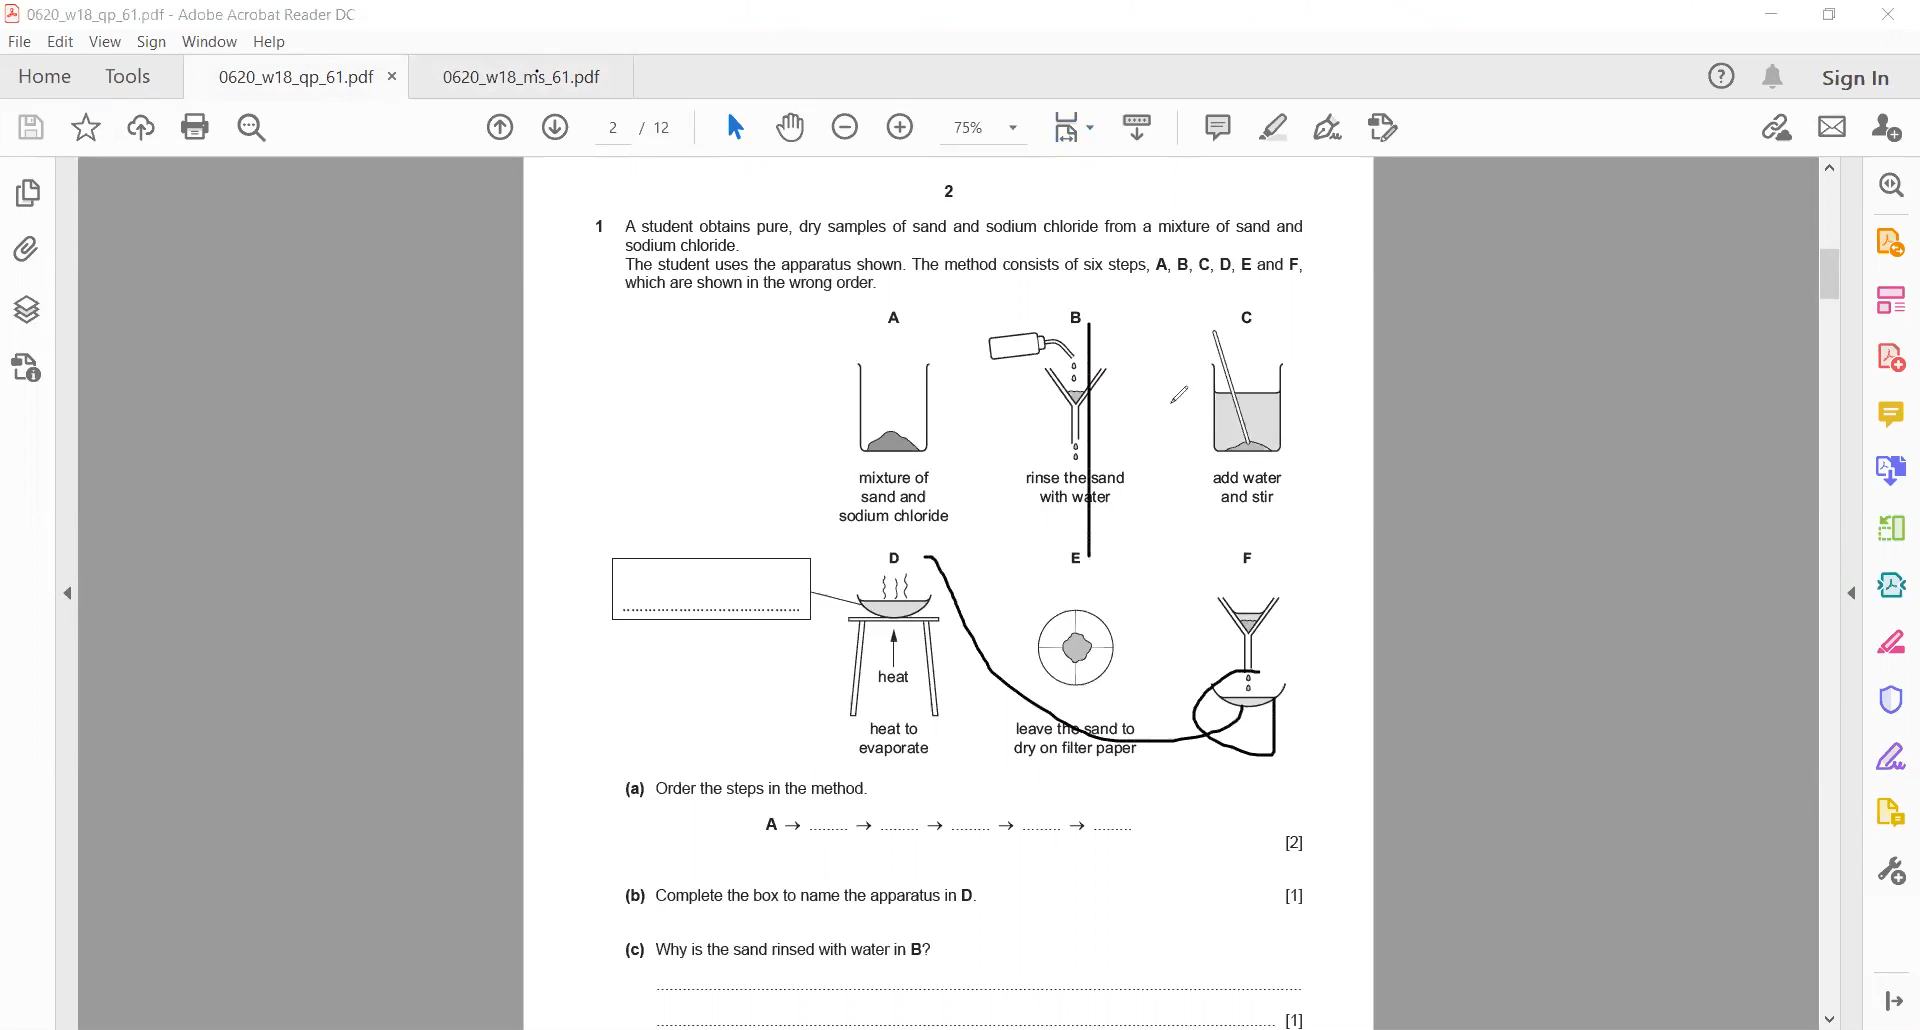 0620_w18_qp_61.pdf - Adobe Acrobat Reader DC
File Edit View Sign Window Help
Home Tools 0620_w18_qp_61.pdf × 0620_w18_ms_61.pdf Sign In
2 / 12 75%
2
1 A student obtains pure, dry samples of sand and sodium chloride from a mixture of sand and
sodium chloride.
The student uses the apparatus shown. The method consists of six steps, A, B, C, D, E and F,
which are shown in the wrong order.
A B C
mixture of
sand and
sodium chloride
rinse the sand
with water
add water
and stir
D E F
heat
heat to
evaporate
leave the sand to
dry on filter paper
(a) Order the steps in the method.
A → ......... → ......... → ......... → ......... → .........
[2]
(b) Complete the box to name the apparatus in D. [1]
(c) Why is the sand rinsed with water in B?
[1]